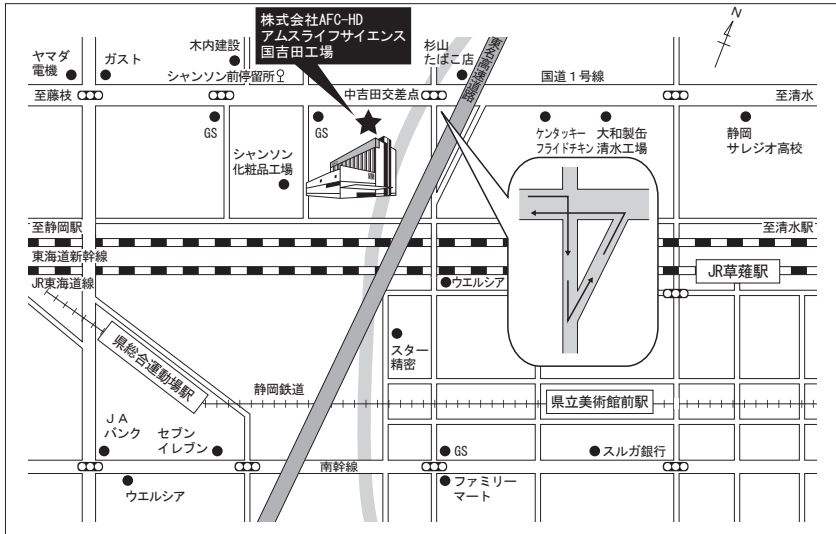 株式会社AFC-HD
アムスライフサイエンス
国吉田工場
N
ヤマダ
電機
ガスト
木内建設
シャンソン前停留所
杉山
たばこ店
東名高速道路
国道1号線
至藤枝
中吉田交差点
至清水
GS
GS
シャンソン
化粧品工場
ケンタッキー
フライドチキン
大和製缶
清水工場
静岡
サレジオ高校
至静岡駅
至清水駅
東海道新幹線
JR東海道線
ウエルシア
JR草薙駅
県総合運動場駅
スター
精密
静岡鉄道
県立美術館前駅
JA
バンク
セブン
イレブン
GS
スルガ銀行
南幹線
ウエルシア
ファミリー
マート